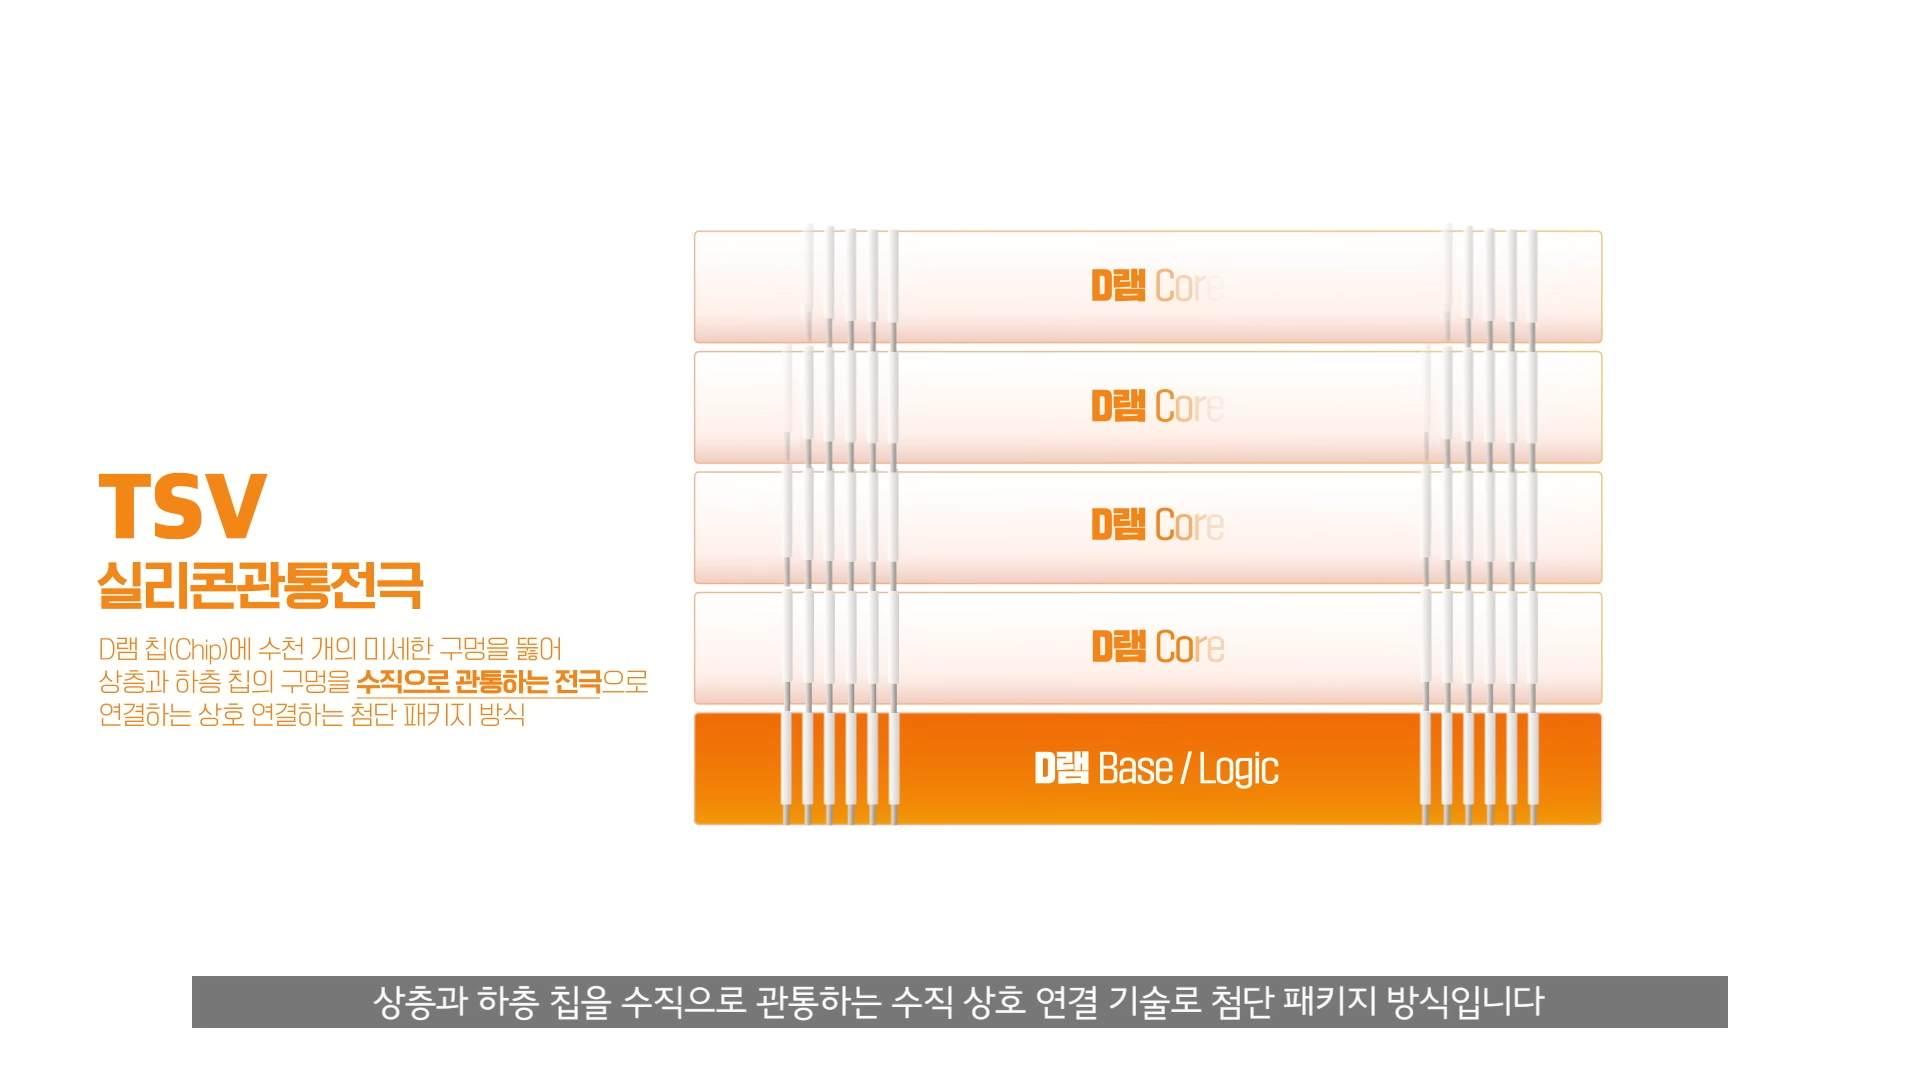 D램 Core
D램 Core
D램 Core
D램 Core
D램 Base / Logic
TSV
실리콘관통전극
D램 칩(Chip)에 수천 개의 미세한 구멍을 뚫어
상층과 하층 칩의 구멍을 수직으로 관통하는 전극으로
연결하는 상호 연결하는 첨단 패키지 방식
상층과 하층 칩을 수직으로 관통하는 수직 상호 연결 기술로 첨단 패키지 방식입니다